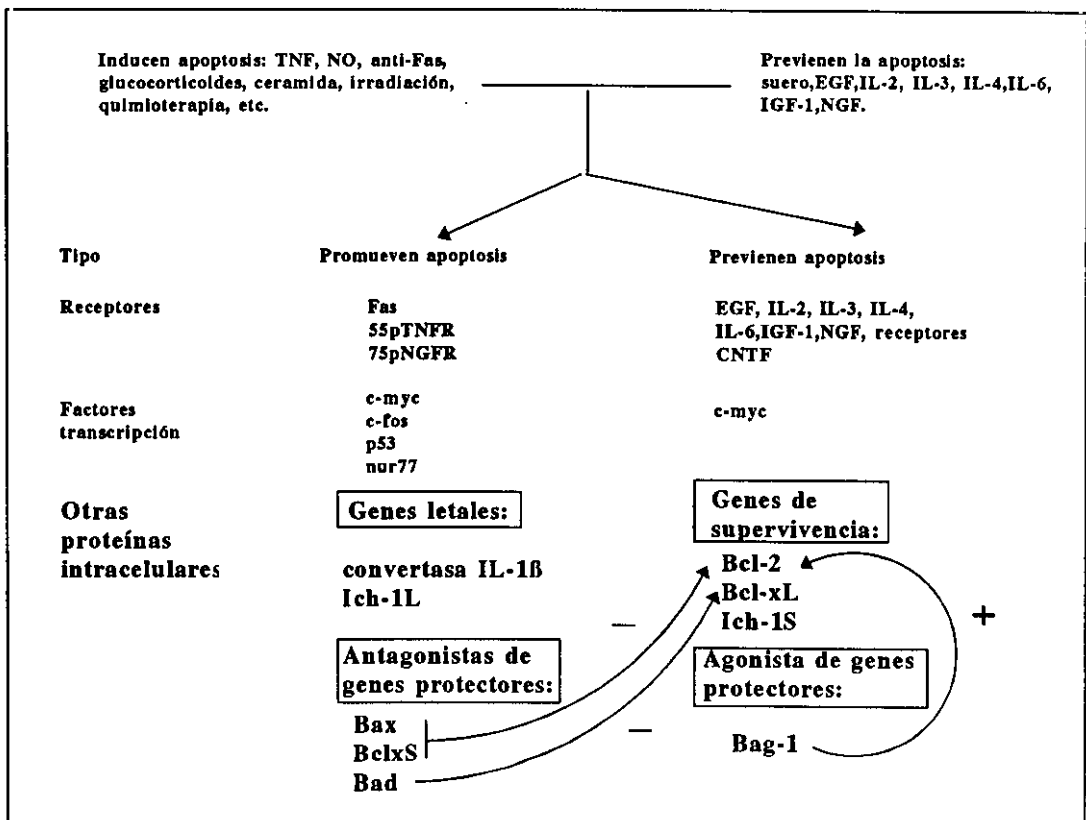 Inducen apoptosis: TNF, NO, anti-Fas,
glucocorticoides, ceramida, irradiación,
quimioterapia, etc.
Previenen la apoptosis:
suero,EGF,IL-2, IL-3, IL-4,IL-6,
IGF-1,NGF.
Tipo
Promueven apoptosis
Previenen apoptosis
Receptores
Fas
55pTNFR
75pNGFR
EGF, IL-2, IL-3, IL-4,
IL-6,IGF-1,NGF, receptores
CNTF
Factores
transcripción
c-myc
c-fos
p53
nur77
c-myc
Otras
proteínas
intracelulares
Genes letales:
convertasa IL-1ß
Ich-1L
Antagonistas de
genes protectores:
Bax
BclxS
Bad
Genes de
supervivencia:
Bcl-2
Bcl-xL
Ich-1S
Agonista de genes
protectores:
Bag-1
—
—
+